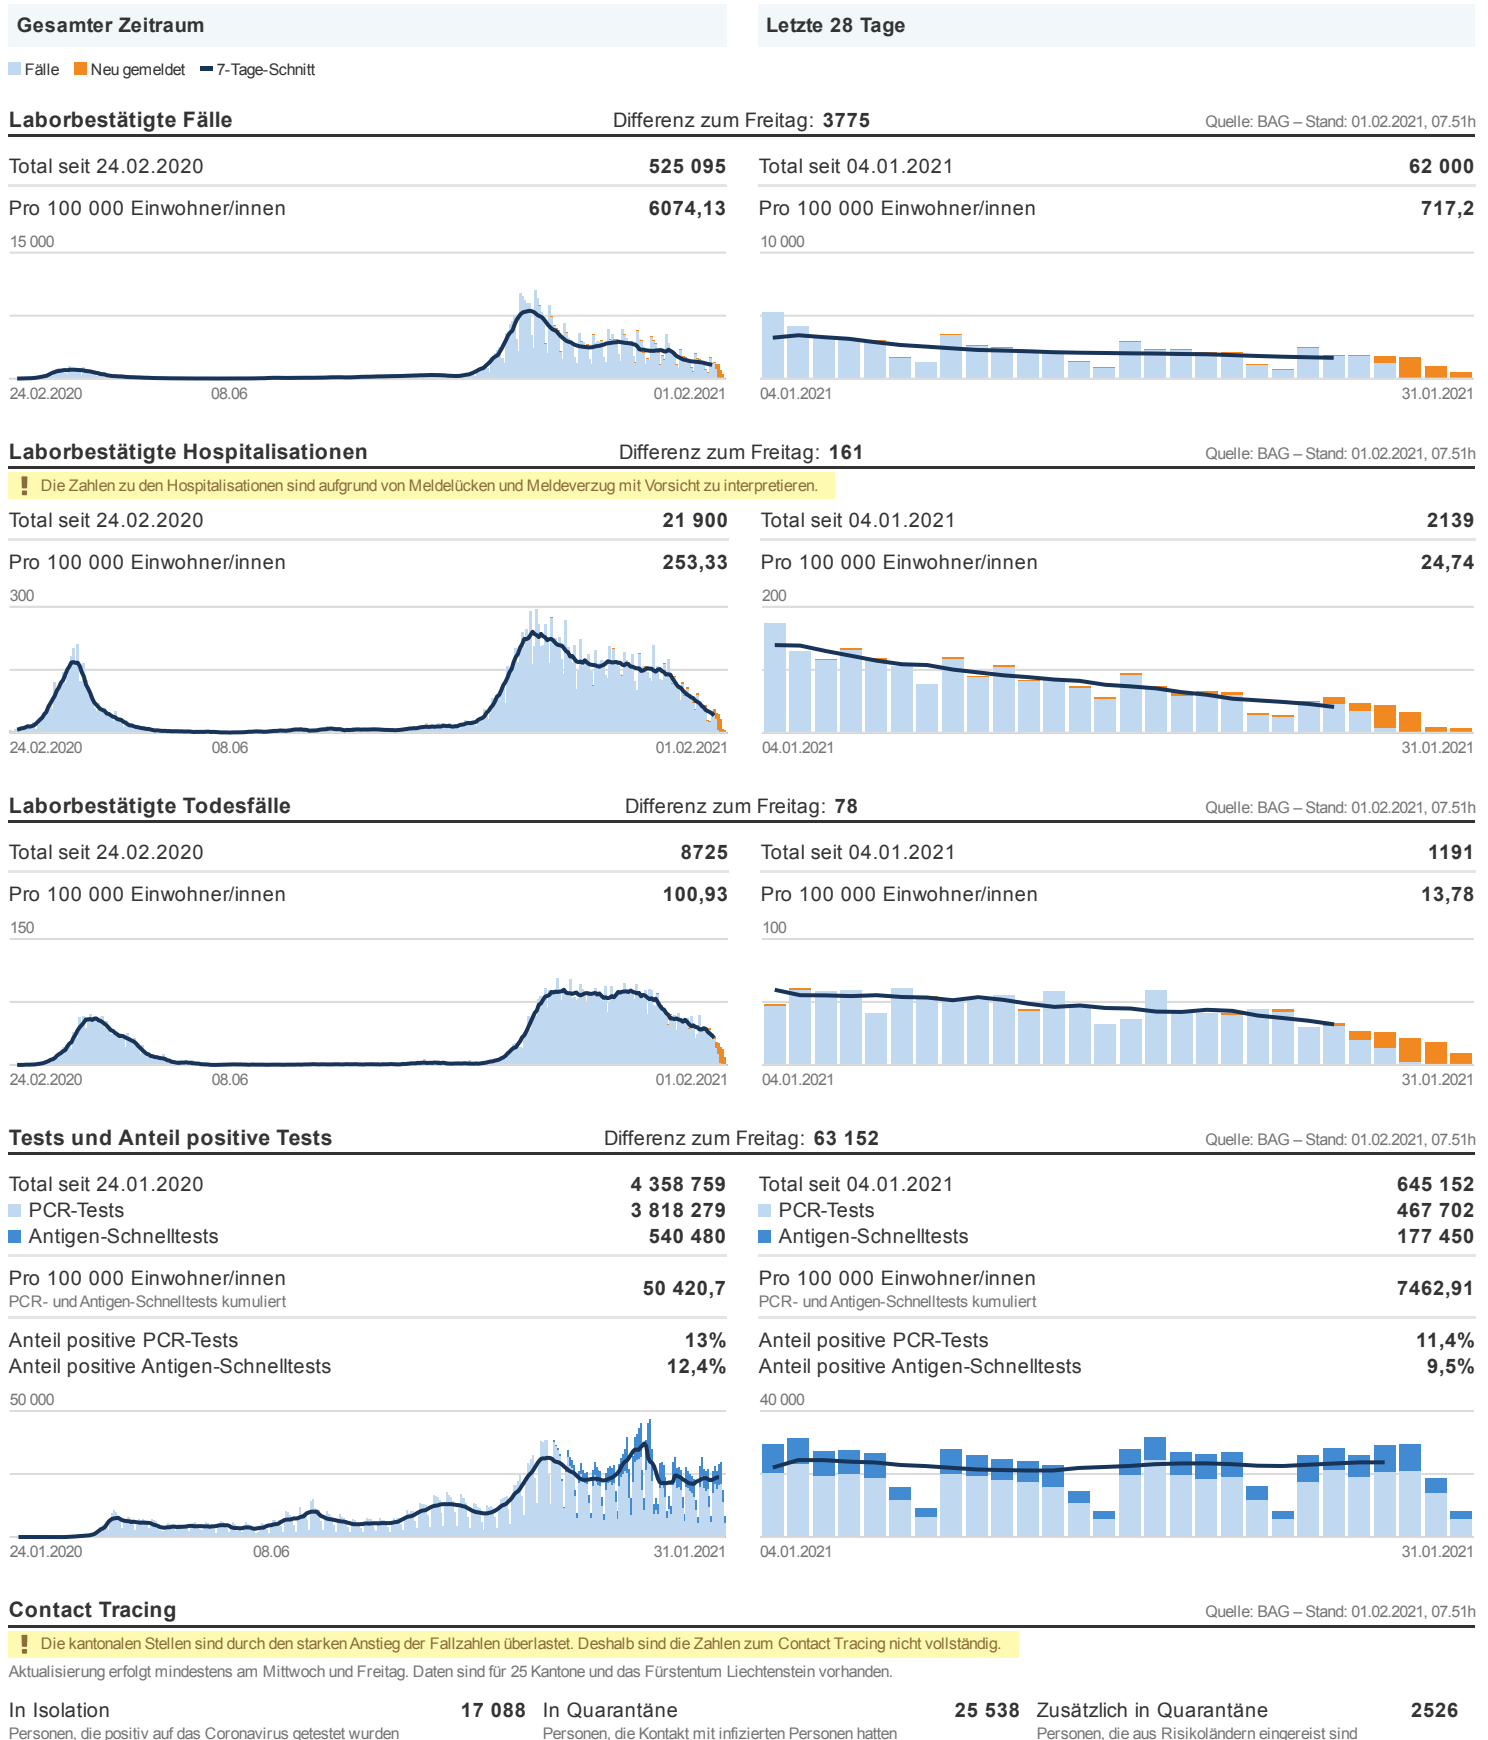 Gesamter Zeitraum
Letzte 28 Tage
Fälle Neu gemeldet 7-Tage-Schnitt
Laborbestätigte Fälle Differenz zum Freitag: 3775 Quelle: BAG – Stand: 01.02.2021, 07.51h
Total seit 24.02.2020 525 095
Pro 100 000 Einwohner/innen 6074,13
15 000
24.02.2020 08.06 01.02.2021
Total seit 04.01.2021 62 000
Pro 100 000 Einwohner/innen 717,2
10 000
04.01.2021 31.01.2021
Laborbestätigte Hospitalisationen Differenz zum Freitag: 161 Quelle: BAG – Stand: 01.02.2021, 07.51h
! Die Zahlen zu den Hospitalisationen sind aufgrund von Meldelücken und Meldeverzug mit Vorsicht zu interpretieren.
Total seit 24.02.2020 21 900
Pro 100 000 Einwohner/innen 253,33
300
24.02.2020 08.06 01.02.2021
Total seit 04.01.2021 2139
Pro 100 000 Einwohner/innen 24,74
200
04.01.2021 31.01.2021
Laborbestätigte Todesfälle Differenz zum Freitag: 78 Quelle: BAG – Stand: 01.02.2021, 07.51h
Total seit 24.02.2020 8725
Pro 100 000 Einwohner/innen 100,93
150
24.02.2020 08.06 01.02.2021
Total seit 04.01.2021 1191
Pro 100 000 Einwohner/innen 13,78
100
04.01.2021 31.01.2021
Tests und Anteil positive Tests Differenz zum Freitag: 63 152 Quelle: BAG – Stand: 01.02.2021, 07.51h
Total seit 24.01.2020 4 358 759
PCR-Tests 3 818 279
Antigen-Schnelltests 540 480
Pro 100 000 Einwohner/innen 50 420,7
PCR- und Antigen-Schnelltests kumuliert
Anteil positive PCR-Tests 13%
Anteil positive Antigen-Schnelltests 12,4%
50 000
24.01.2020 08.06 31.01.2021
Total seit 04.01.2021 645 152
PCR-Tests 467 702
Antigen-Schnelltests 177 450
Pro 100 000 Einwohner/innen 7462,91
PCR- und Antigen-Schnelltests kumuliert
Anteil positive PCR-Tests 11,4%
Anteil positive Antigen-Schnelltests 9,5%
40 000
04.01.2021 31.01.2021
Contact Tracing Quelle: BAG – Stand: 01.02.2021, 07.51h
! Die kantonalen Stellen sind durch den starken Anstieg der Fallzahlen überlastet. Deshalb sind die Zahlen zum Contact Tracing nicht vollständig.
Aktualisierung erfolgt mindestens am Mittwoch und Freitag. Daten sind für 25 Kantone und das Fürstentum Liechtenstein vorhanden.
In Isolation 17 088
Personen, die positiv auf das Coronavirus getestet wurden
In Quarantäne 25 538
Personen, die Kontakt mit infizierten Personen hatten
Zusätzlich in Quarantäne 2526
Personen, die aus Risikoländern eingereist sind